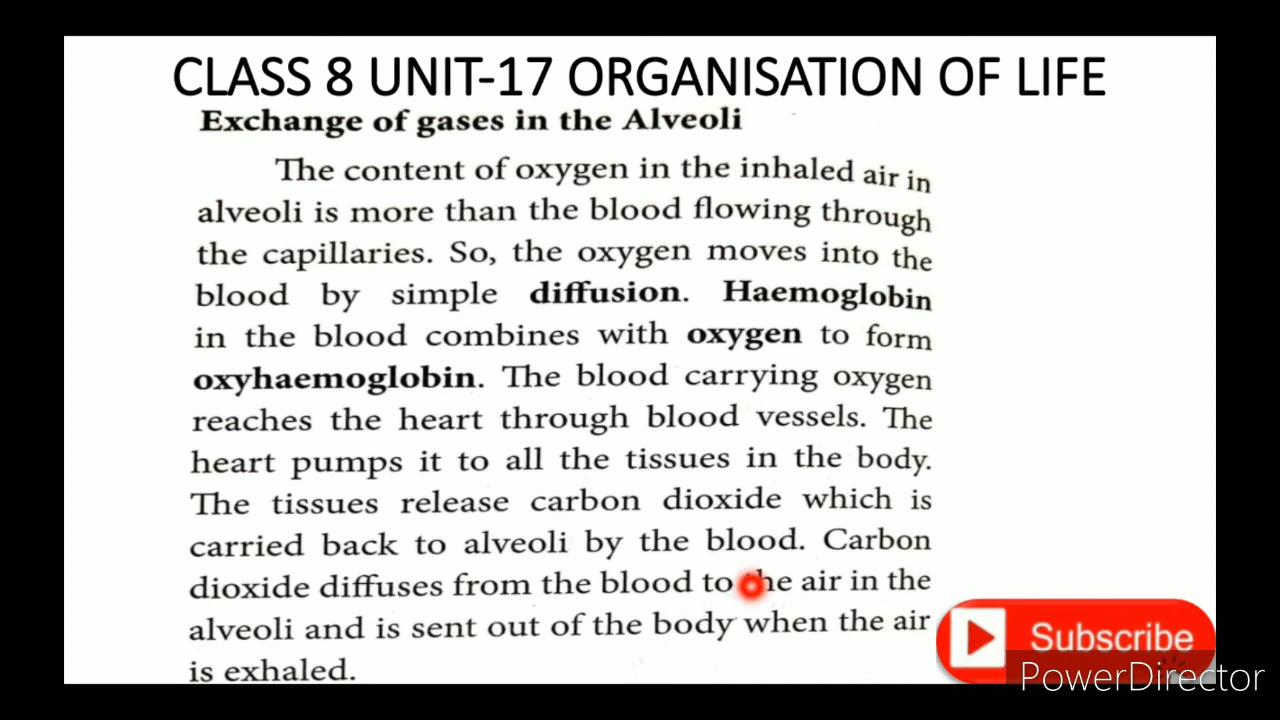 CLASS 8 UNIT-17 ORGANISATION OF LIFE
Exchange of gases in the Alveoli
The content of oxygen in the inhaled air in
alveoli is more than the blood flowing through
the capillaries. So, the oxygen moves into the
blood by simple diffusion. Haemoglobin
in the blood combines with oxygen to form
oxyhaemoglobin. The blood carrying oxygen
reaches the heart through blood vessels. The
heart pumps it to all the tissues in the body.
The tissues release carbon dioxide which is
carried back to alveoli by the blood. Carbon
dioxide diffuses from the blood to the air in the
alveoli and is sent out of the body when the air
is exhaled.
Subscribe
PowerDirector